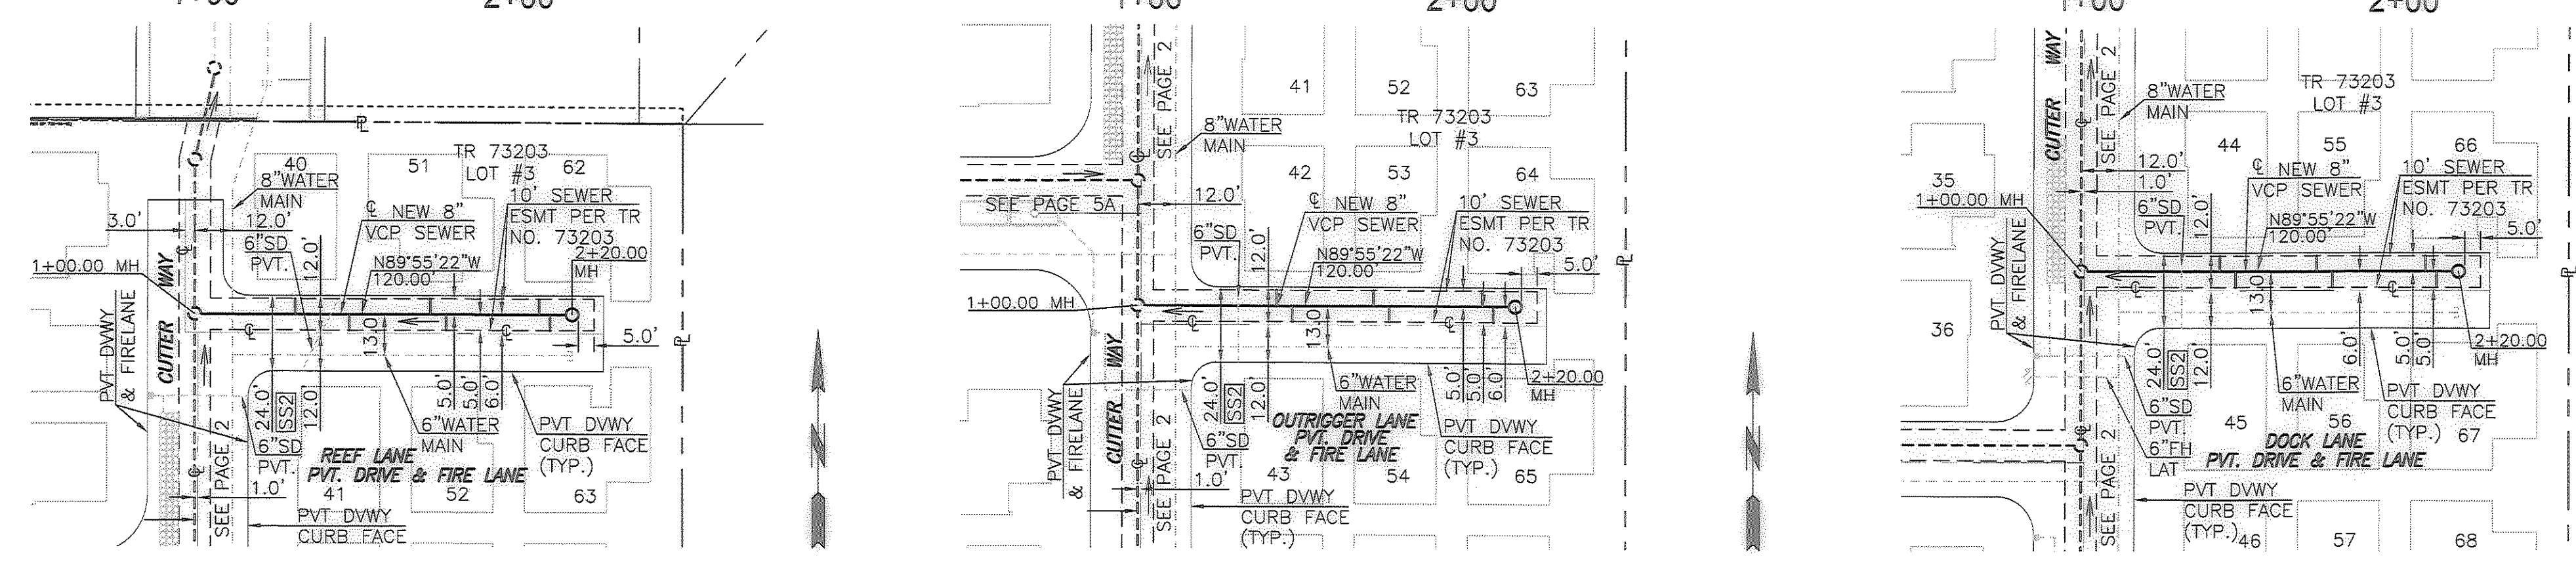 1+00
2+00
40
51
62
TR 73203
LOT #3
8"WATER
MAIN
10' SEWER
ESMT PER TR
NO. 73203
℄ NEW 8"
VCP SEWER
3.0'
12.0'
6"SD
PVT.
12.0'
N89°55'22"W
120.00'
2+20.00
MH
1+00.00 MH
CUTTER WAY
PVT DVWY
& FIRELANE
℄
℄
13.0
5.0'
℄
24.0'
SS2
12.0'
5.0'
5.0'
6.0'
6"WATER
MAIN
PVT DVWY
CURB FACE
(TYP.)
6"SD
PVT.
REEF LANE
PVT. DRIVE & FIRE LANE
SEE PAGE 2
1.0'
41
52
63
PVT DVWY
CURB FACE
N
1+00
2+00
SEE PAGE 2
41
52
63
TR 73203
LOT #3
8"WATER
MAIN
42
53
64
SEE PAGE 5A
12.0'
℄ NEW 8"
VCP SEWER
10' SEWER
ESMT PER TR
NO. 73203
6"SD
PVT.
12.0'
N89°55'22"W
120.00'
5.0'
1+00.00 MH
℄
℄
13.0'
CUTTER WAY
PVT DVWY
& FIRELANE
24.0'
SS2
12.0'
5.0'
5.0'
6.0'
2+20.00
MH
6"WATER
MAIN
OUTRIGGER LANE
PVT. DRIVE
& FIRE LANE
PVT DVWY
CURB FACE
(TYP.)
6"SD
PVT.
SEE PAGE 2
43
54
65
1.0'
PVT DVWY
CURB FACE
(TYP.)
N
1+00
2+00
CUTTER WAY
SEE PAGE 2
8"WATER
MAIN
TR 73203
LOT #3
44
55
66
12.0'
1.0'
℄ NEW 8"
VCP SEWER
10' SEWER
ESMT PER TR
NO. 73203
35
1+00.00 MH
6"SD
PVT.
12.0'
N89°55'22"W
120.00'
5.0'
PVT DVWY
& FIRELANE
℄
℄
13.0'
36
24.0'
SS2
12.0'
6.0'
5.0'
5.0'
2+20.00
MH
6"WATER
MAIN
PVT DVWY
CURB FACE
(TYP.)
6"SD
PVT.
45
56
67
6"FH
LAT
DOCK LANE
PVT. DRIVE & FIRE LANE
SEE PAGE 2
PVT DVWY
CURB FACE
(TYP.)
46
57
68